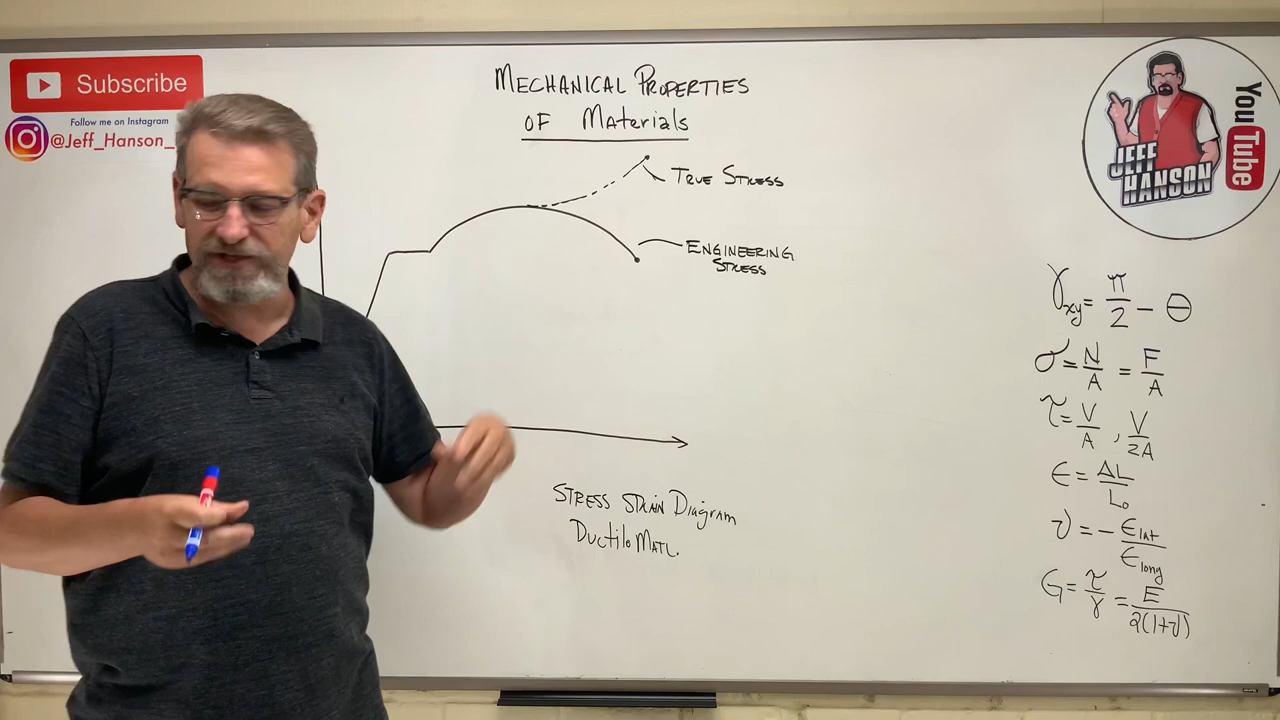 Subscribe
Follow me on Instagram
@Jeff_Hanson_
MECHANICAL PROPERTIES
OF MATERIALS
TRUE STRESS
ENGINEERING
STRESS
STRESS STRAIN DIAGRAM
DUCTILE MATL.
JEFF
HANSON
YouTube
γxy = π/2 - θ
σ = N/A = F/A
τ = V/A , V/2A
ϵ = ΔL/L₀
ν = - ϵlat/ϵlong
G = τ/γ = E/2(1+ν)